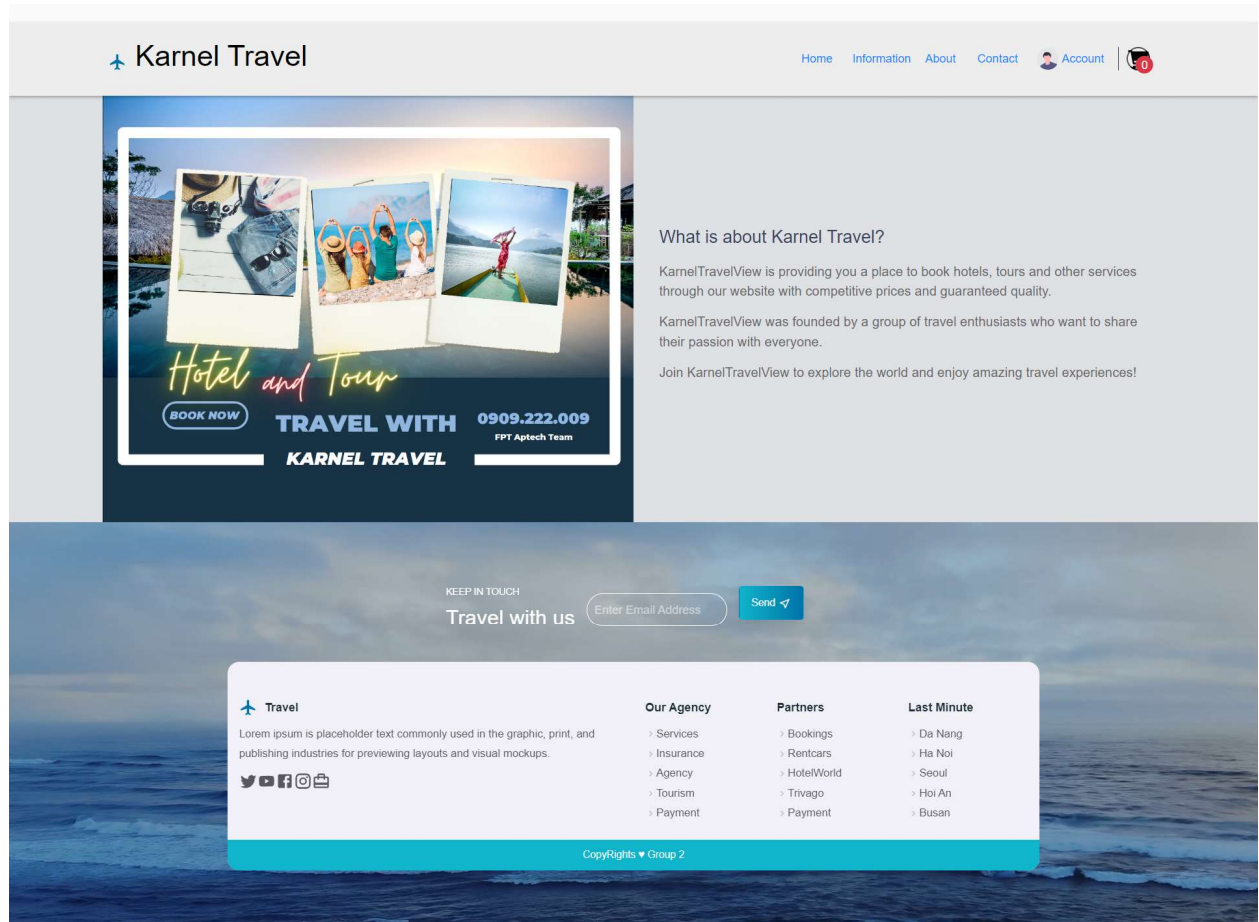 Karnel Travel
Home Information About Contact Account 0
Hotel and Tour
BOOK NOW
TRAVEL WITH
KARNEL TRAVEL
0909.222.009
FPT Aptech Team
What is about Karnel Travel?
KarnelTravelView is providing you a place to book hotels, tours and other services
through our website with competitive prices and guaranteed quality.
KarnelTravelView was founded by a group of travel enthusiasts who want to share
their passion with everyone.
Join KarnelTravelView to explore the world and enjoy amazing travel experiences!
KEEP IN TOUCH
Travel with us
Enter Email Address
Send
Travel
Lorem ipsum is placeholder text commonly used in the graphic, print, and
publishing industries for previewing layouts and visual mockups.
Our Agency
› Services
› Insurance
› Agency
› Tourism
› Payment
Partners
› Bookings
› Rentcars
› HotelWorld
› Trivago
› Payment
Last Minute
› Da Nang
› Ha Noi
› Seoul
› Hoi An
› Busan
CopyRights ♥ Group 2